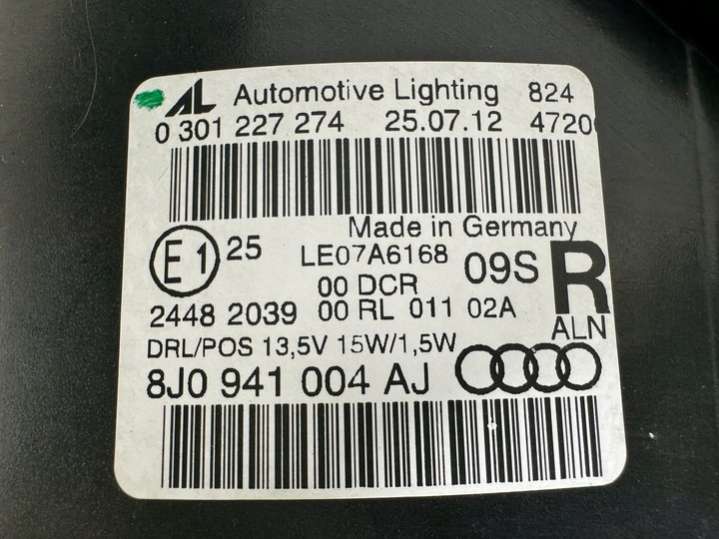 AL Automotive Lighting 824
0 301 227 274 25.07.12 4720
Made in Germany
E1 25 LE07A6168 09S R
00 DCR
2448 2039 00 RL 011 02A
ALN
DRL/POS 13,5V 15W/1,5W
8J0 941 004 AJ